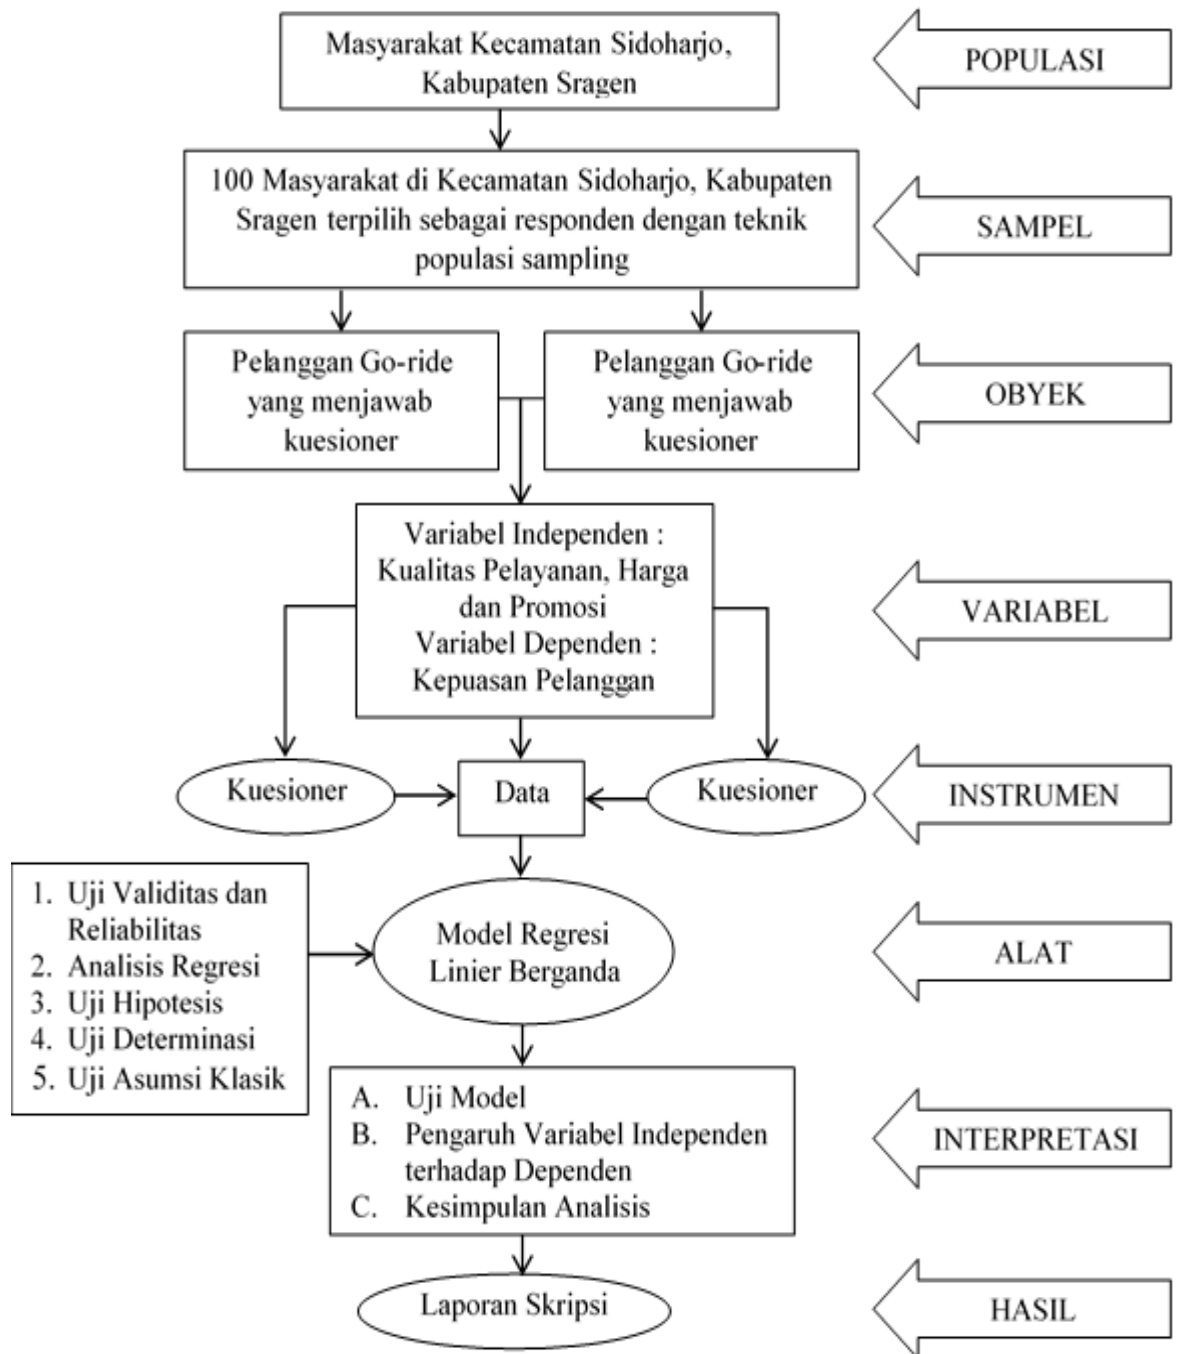 Masyarakat Kecamatan Sidoharjo,
Kabupaten Sragen
POPULASI
100 Masyarakat di Kecamatan Sidoharjo, Kabupaten
Sragen terpilih sebagai responden dengan teknik
populasi sampling
SAMPEL
Pelanggan Go-ride
yang menjawab
kuesioner
Pelanggan Go-ride
yang menjawab
kuesioner
OBYEK
Variabel Independen :
Kualitas Pelayanan, Harga
dan Promosi
Variabel Dependen :
Kepuasan Pelanggan
VARIABEL
Kuesioner
Data
Kuesioner
INSTRUMEN
1. Uji Validitas dan
Reliabilitas
2. Analisis Regresi
3. Uji Hipotesis
4. Uji Determinasi
5. Uji Asumsi Klasik
Model Regresi
Linier Berganda
ALAT
A. Uji Model
B. Pengaruh Variabel Independen
terhadap Dependen
C. Kesimpulan Analisis
INTERPRETASI
Laporan Skripsi
HASIL